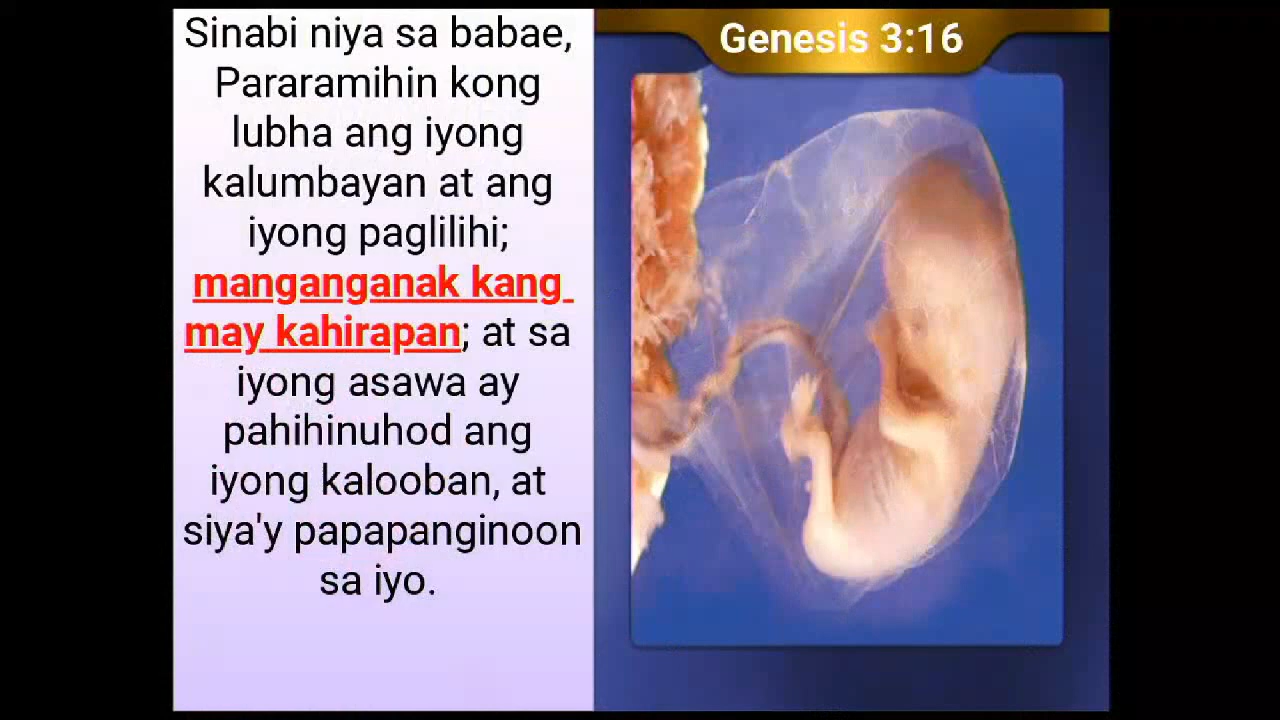 Sinabi niya sa babae,
Pararamihin kong
lubha ang iyong
kalumbayan at ang
iyong paglilihi;
manganganak kang
may kahirapan; at sa
iyong asawa ay
pahihinuhod ang
iyong kalooban, at
siya'y papapanginoon
sa iyo.
Genesis 3:16